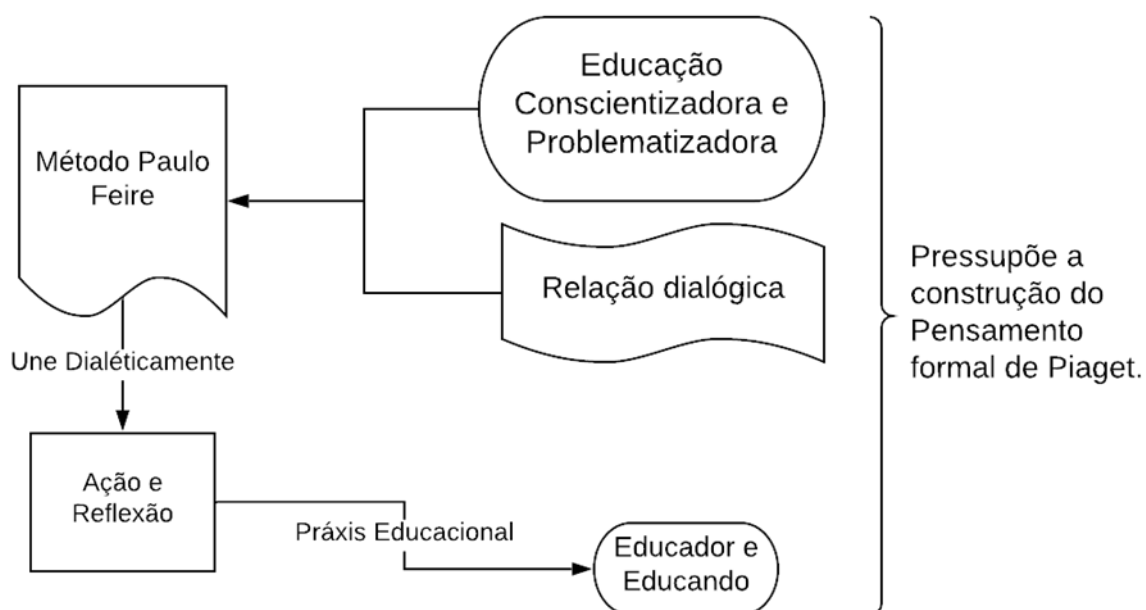 Educação
Conscientizadora e
Problematizadora
Método Paulo
Feire
Relação dialógica
Pressupõe a
construção do
Pensamento
formal de Piaget.
Une Dialéticamente
Ação e
Reflexão
Práxis Educacional
Educador e
Educando